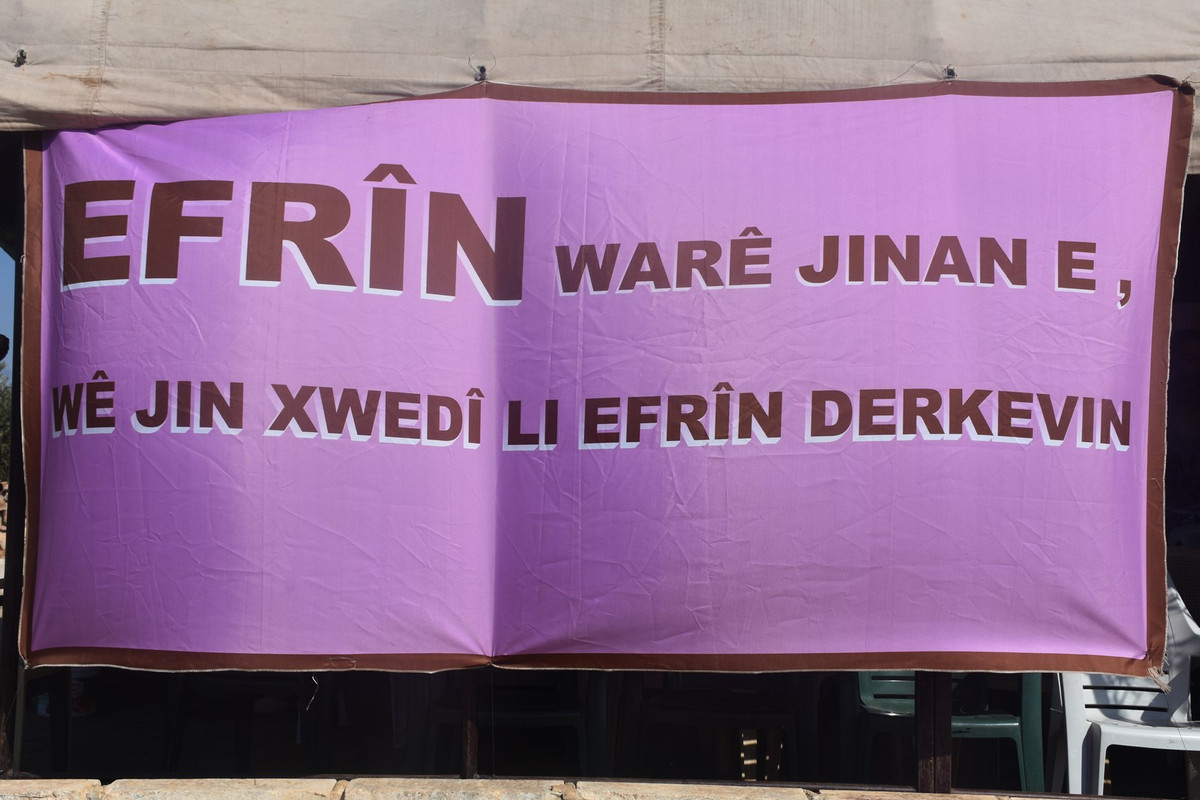 EFRÎN WARÊ JINAN E ,
WÊ JIN XWEDÎ LI EFRÎN DERKEVIN